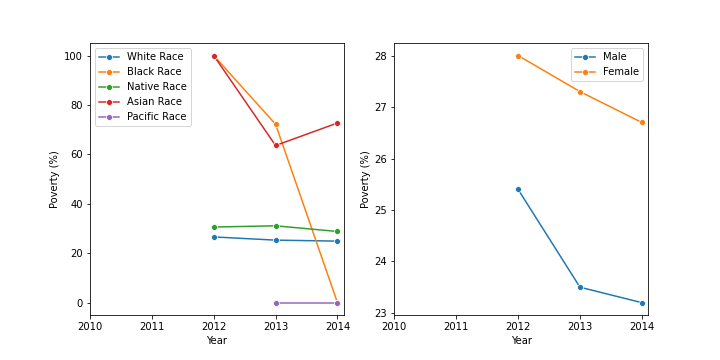 White Race
Black Race
Native Race
Asian Race
Pacific Race
100
80
60
40
20
0
Poverty (%)
2010 2011 2012 2013 2014
Year
Male
Female
28
27
26
25
24
23
Poverty (%)
2010 2011 2012 2013 2014
Year